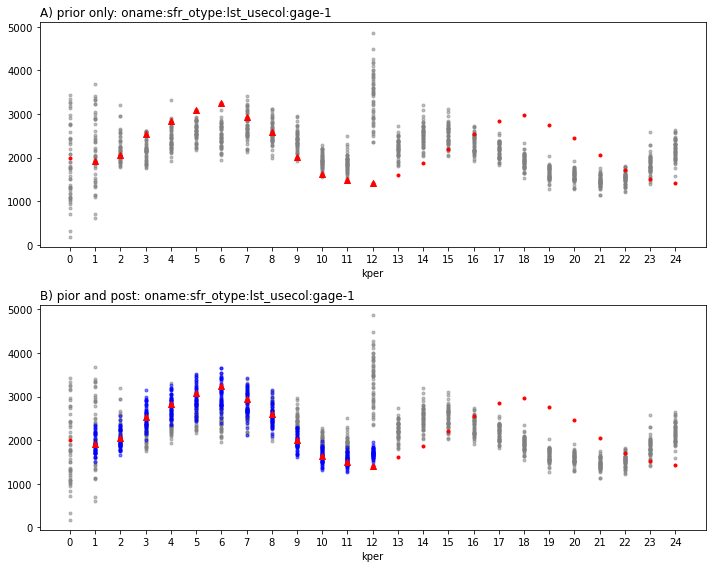 A) prior only: oname:sfr_otype:lst_usecol:gage-1
5000
4000
3000
2000
1000
0
0 1 2 3 4 5 6 7 8 9 10 11 12 13 14 15 16 17 18 19 20 21 22 23 24
kper
B) pior and post: oname:sfr_otype:lst_usecol:gage-1
5000
4000
3000
2000
1000
0
0 1 2 3 4 5 6 7 8 9 10 11 12 13 14 15 16 17 18 19 20 21 22 23 24
kper